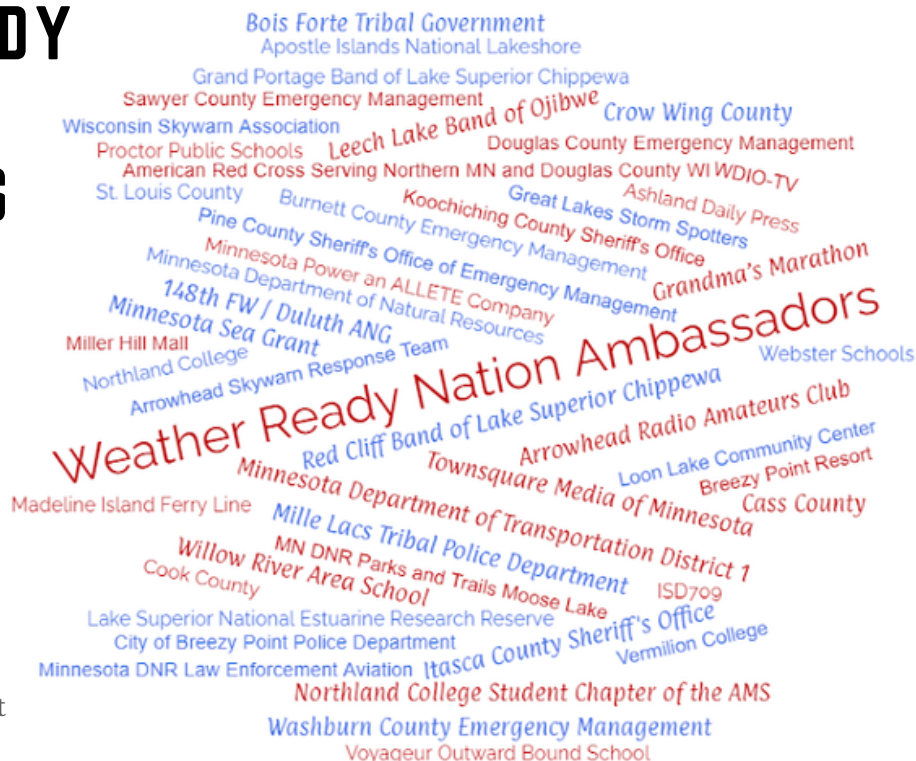 DY
S
t
Bois Forte Tribal Government
Apostle Islands National Lakeshore
Grand Portage Band of Lake Superior Chippewa
Sawyer County Emergency Management
Leech Lake Band of Ojibwe
Crow Wing County
Wisconsin Skywarn Association
Proctor Public Schools
Douglas County Emergency Management
American Red Cross Serving Northern MN and Douglas County WI
WDIO-TV
St. Louis County
Burnett County Emergency Management
Koochiching County Sheriff's Office
Great Lakes Storm Spotters
Ashland Daily Press
Pine County Sheriff's Office of Emergency Management
Minnesota Power an ALLETE Company
Minnesota Department of Natural Resources
Grandma's Marathon
148th FW / Duluth ANG
Minnesota Sea Grant
Miller Hill Mall
Northland College
Arrowhead Skywarn Response Team
Weather Ready Nation Ambassadors
Webster Schools
Red Cliff Band of Lake Superior Chippewa
Arrowhead Radio Amateurs Club
Townsquare Media of Minnesota
Loon Lake Community Center
Breezy Point Resort
Cass County
Minnesota Department of Transportation District 1
Madeline Island Ferry Line
Mille Lacs Tribal Police Department
MN DNR Parks and Trails Moose Lake
Willow River Area School
Cook County
ISD709
Lake Superior National Estuarine Research Reserve
City of Breezy Point Police Department
Itasca County Sheriff's Office
Vermilion College
Minnesota DNR Law Enforcement Aviation
Northland College Student Chapter of the AMS
Washburn County Emergency Management
Voyageur Outward Bound School